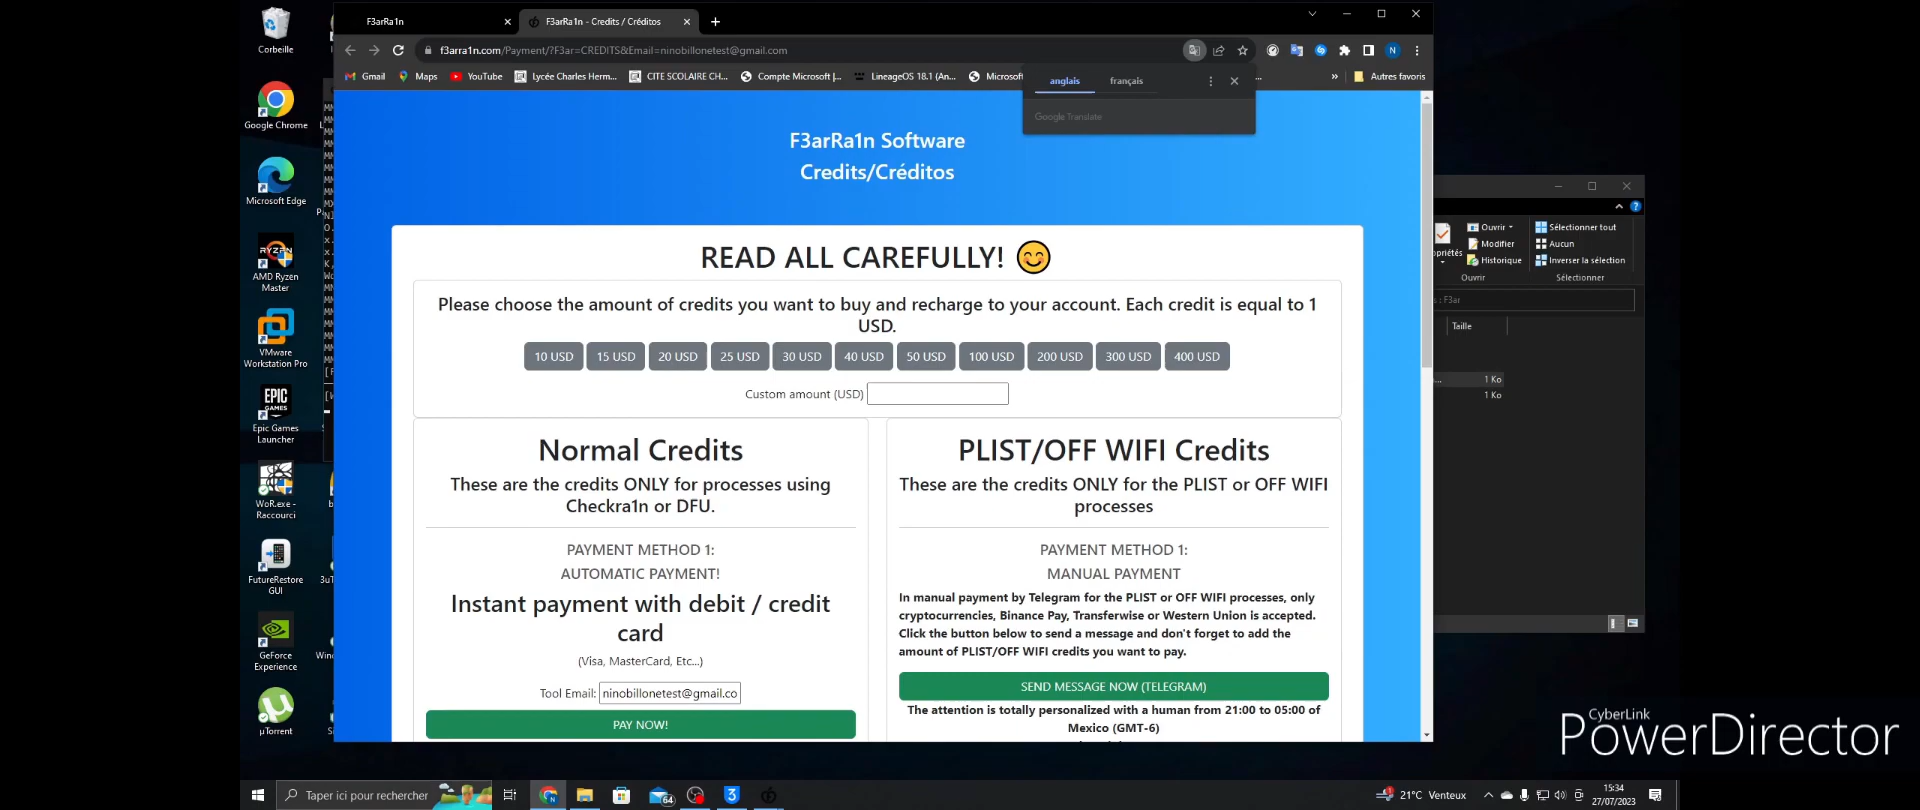 Corbeille
Google Chrome
Microsoft Edge
RYZEN
AMD Ryzen
Master
VMware
Workstation Pro
EPIC
GAMES
Epic Games
Launcher
WoR.exe -
Raccourci
FutureRestore
GUI
GeForce
Experience
µTorrent
F3arRa1n
F3arRa1n - Credits / Créditos
f3arra1n.com/Payment/?F3ar=CREDITS&Email=ninobillonetest@gmail.com
N
Gmail
Maps
YouTube
Lycée Charles Herm...
CITE SCOLAIRE CH...
Compte Microsoft |...
LineageOS 18.1 (An...
Microsoft
»
Autres favoris
anglais
français
Google Translate
F3arRa1n Software
Credits/Créditos
READ ALL CAREFULLY! 😊
Please choose the amount of credits you want to buy and recharge to your account. Each credit is equal to 1
USD.
10 USD
15 USD
20 USD
25 USD
30 USD
40 USD
50 USD
100 USD
200 USD
300 USD
400 USD
Custom amount (USD)
Normal Credits
These are the credits ONLY for processes using
Checkra1n or DFU.
PAYMENT METHOD 1:
AUTOMATIC PAYMENT!
Instant payment with debit / credit
card
(Visa, MasterCard, Etc...)
Tool Email: ninobillonetest@gmail.co
PAY NOW!
PLIST/OFF WIFI Credits
These are the credits ONLY for the PLIST or OFF WIFI
processes
PAYMENT METHOD 1:
MANUAL PAYMENT
In manual payment by Telegram for the PLIST or OFF WIFI processes, only
cryptocurrencies, Binance Pay, Transferwise or Western Union is accepted.
Click the button below to send a message and don't forget to add the
amount of PLIST/OFF WIFI credits you want to pay.
SEND MESSAGE NOW (TELEGRAM)
The attention is totally personalized with a human from 21:00 to 05:00 of
Mexico (GMT-6)
Ouvrir
Modifier
Historique
Ouvrir
Sélectionner tout
Aucun
Inverser la sélection
Sélectionner
: F3ar
Taille
1 Ko
1 Ko
CyberLink
PowerDirector
Taper ici pour rechercher
64
21°C Venteux
15:34
27/07/2023